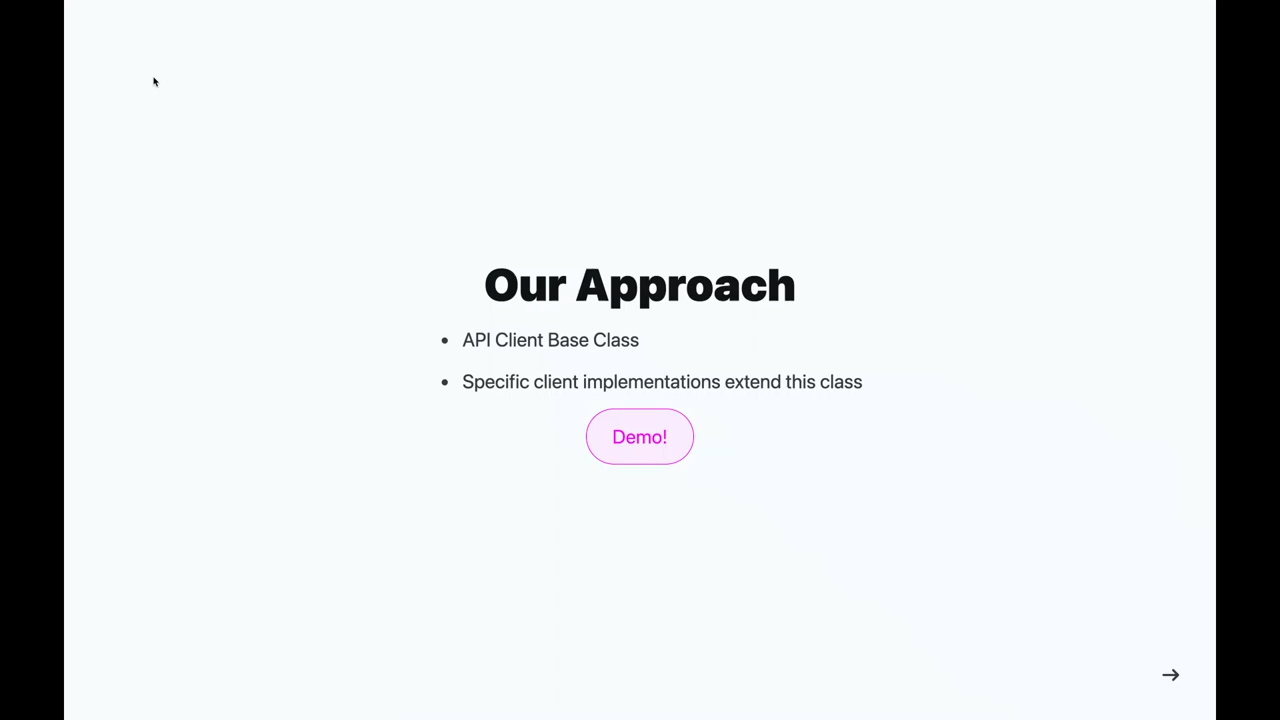 Our Approach
• API Client Base Class
• Specific client implementations extend this class
Demo!